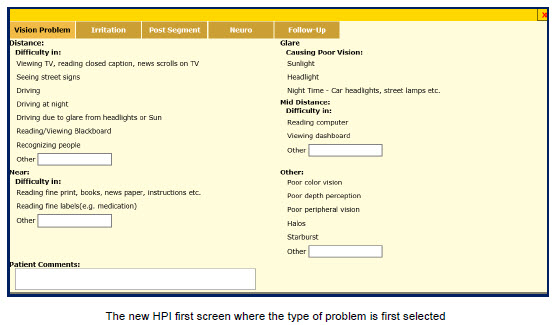 x
Vision Problem Irritation Post Segment Neuro Follow-Up
Distance:
Difficulty in:
Viewing TV, reading closed caption, news scrolls on TV
Seeing street signs
Driving
Driving at night
Driving due to glare from headlights or Sun
Reading/Viewing Blackboard
Recognizing people
Other
Near:
Difficulty in:
Reading fine print, books, news paper, instructions etc.
Reading fine labels(e.g. medication)
Other
Glare
Causing Poor Vision:
Sunlight
Headlight
Night Time - Car headlights, street lamps etc.
Mid Distance:
Difficulty in:
Reading computer
Viewing dashboard
Other
Other:
Poor color vision
Poor depth perception
Poor peripheral vision
Halos
Starburst
Other
Patient Comments:
The new HPI first screen where the type of problem is first selected